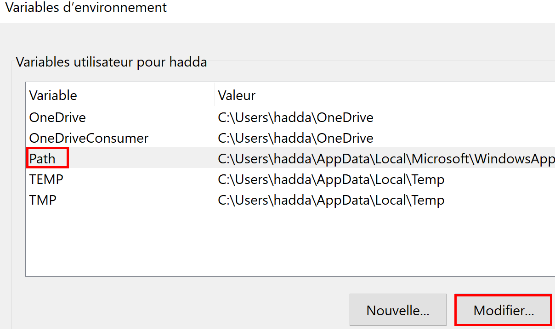 Variables d'environnement
Variables utilisateur pour hadda
Variable Valeur
OneDrive C:\Users\hadda\OneDrive
OneDriveConsumer C:\Users\hadda\OneDrive
Path C:\Users\hadda\AppData\Local\Microsoft\WindowsApp
TEMP C:\Users\hadda\AppData\Local\Temp
TMP C:\Users\hadda\AppData\Local\Temp
Nouvelle... Modifier...